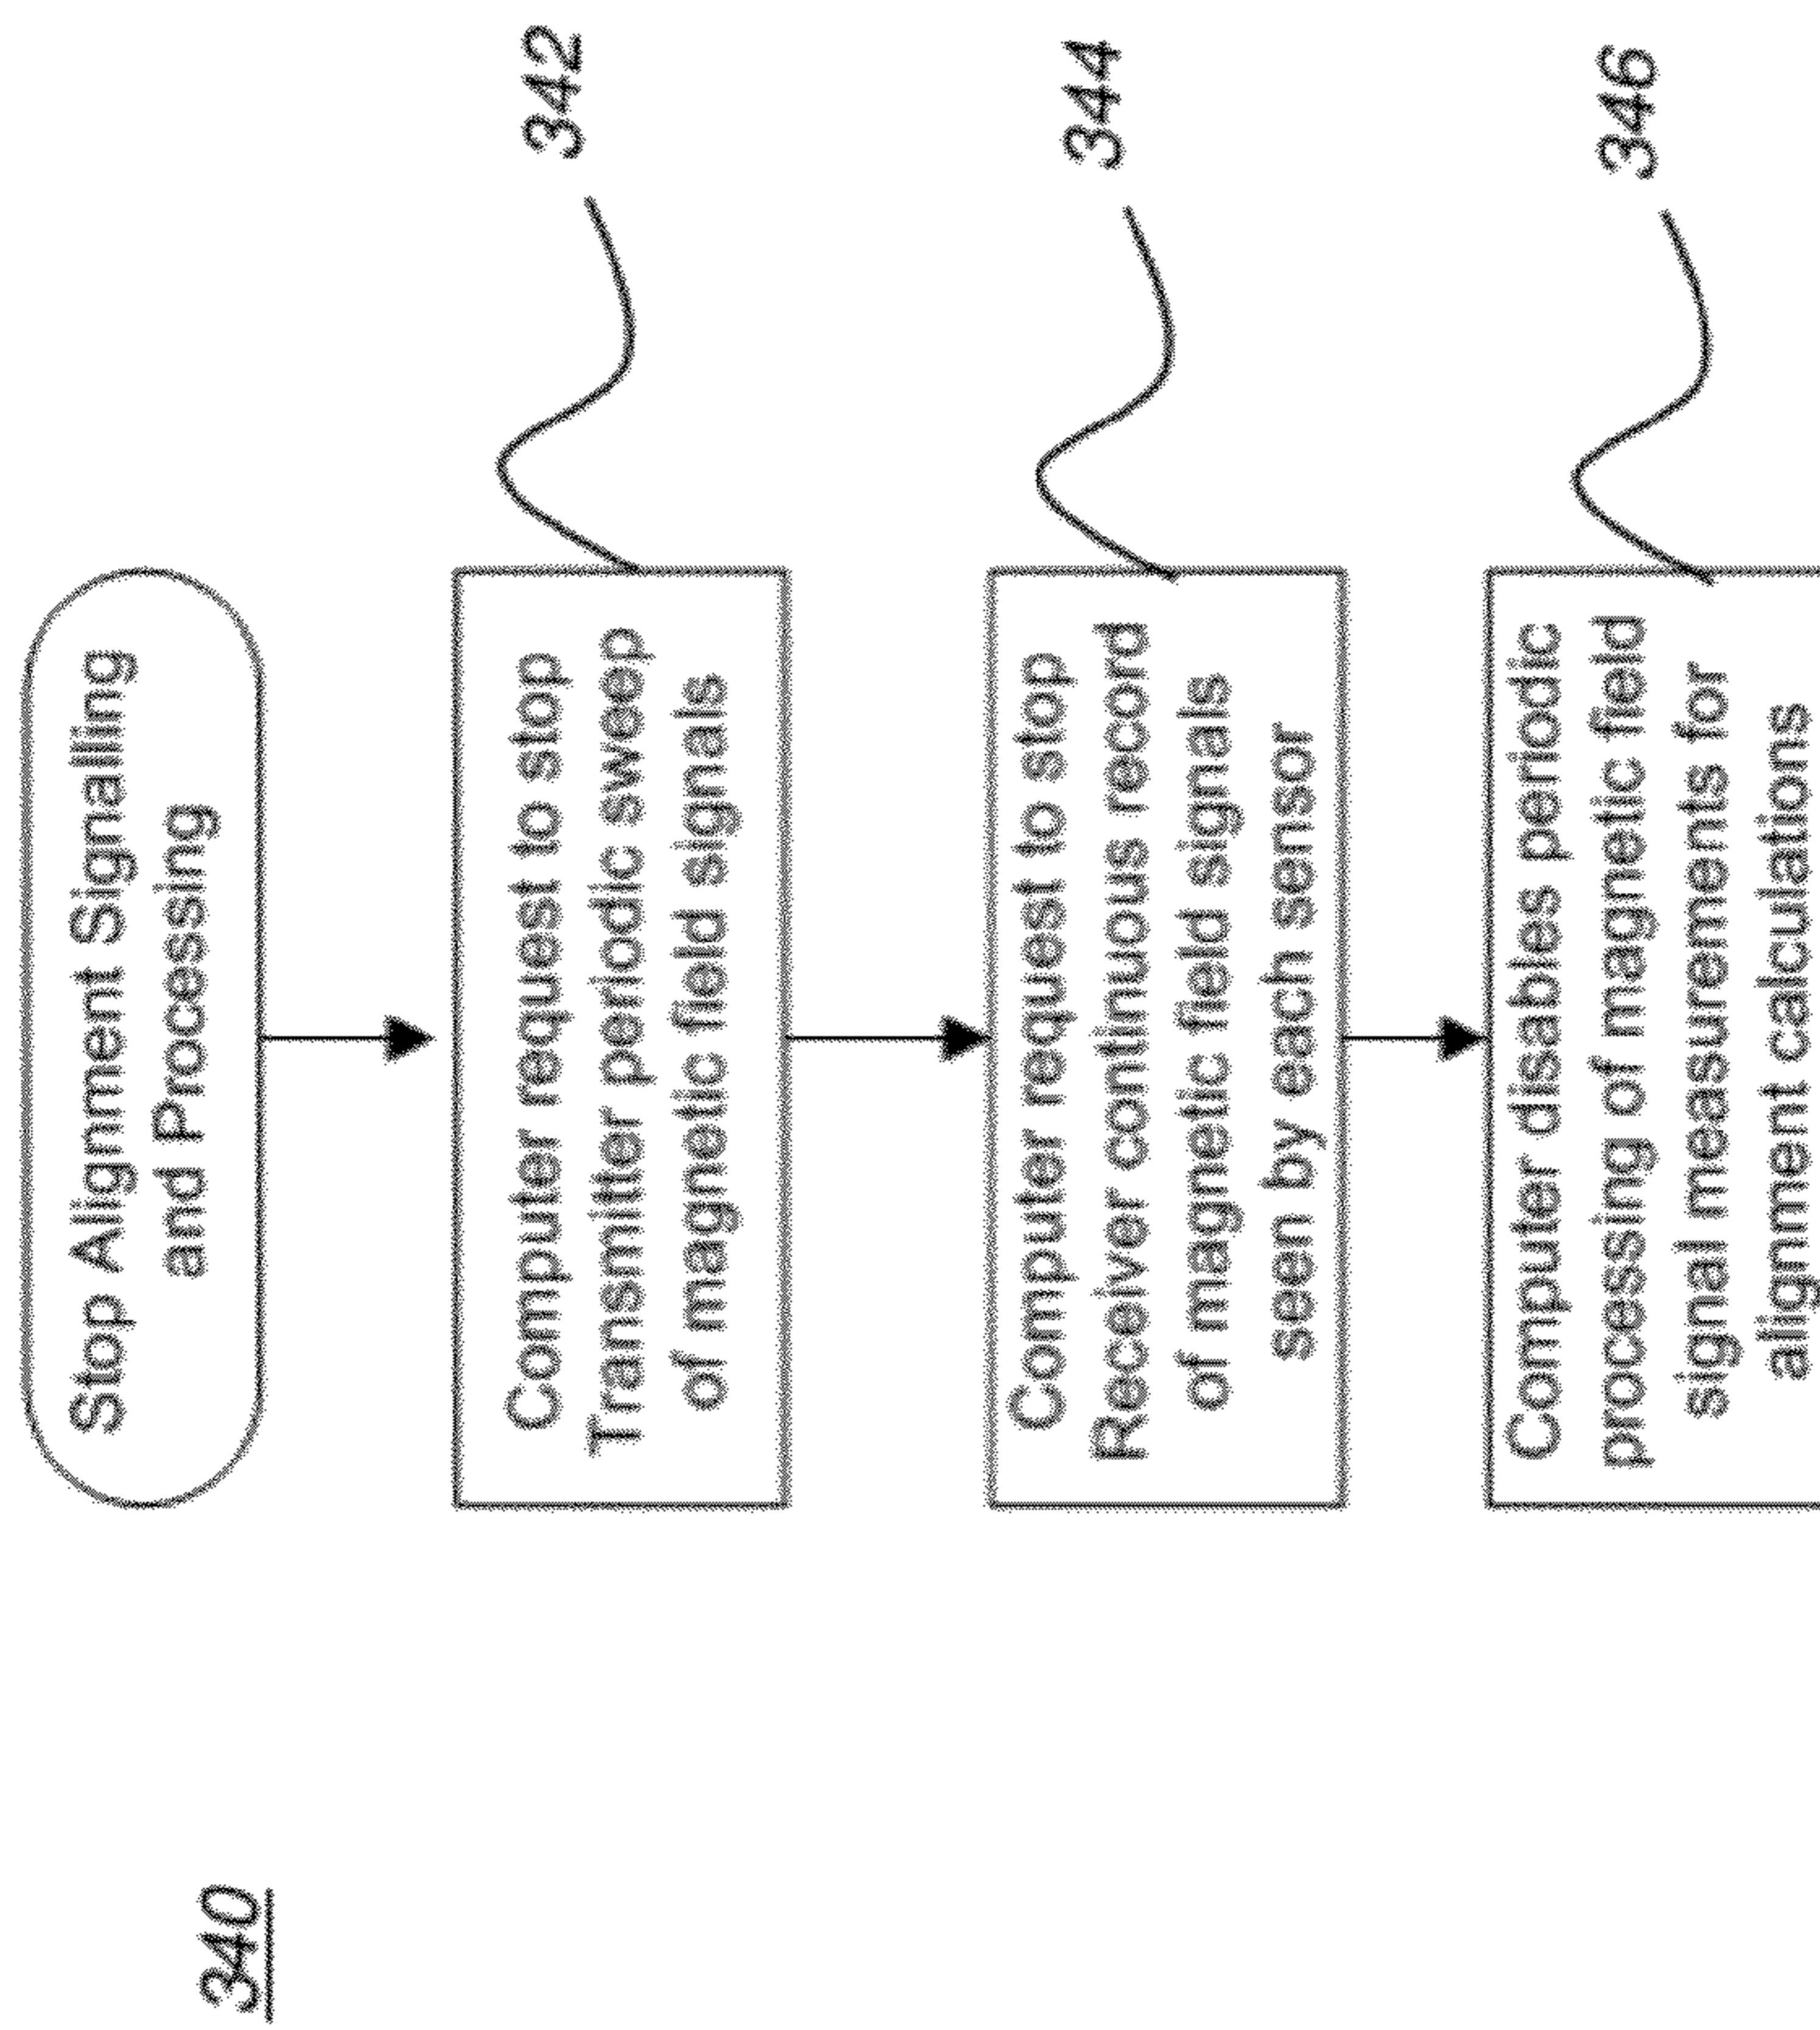 340
Stop Alignment Signalling
and Processing
Computer request to stop
Transmitter periodic sweep
of magnetic field signals
342
Computer request to stop
Receiver continuous record
of magnetic field signals
seen by each sensor
344
Computer disables periodic
processing of magnetic field
signal measurements for
alignment calculations
346